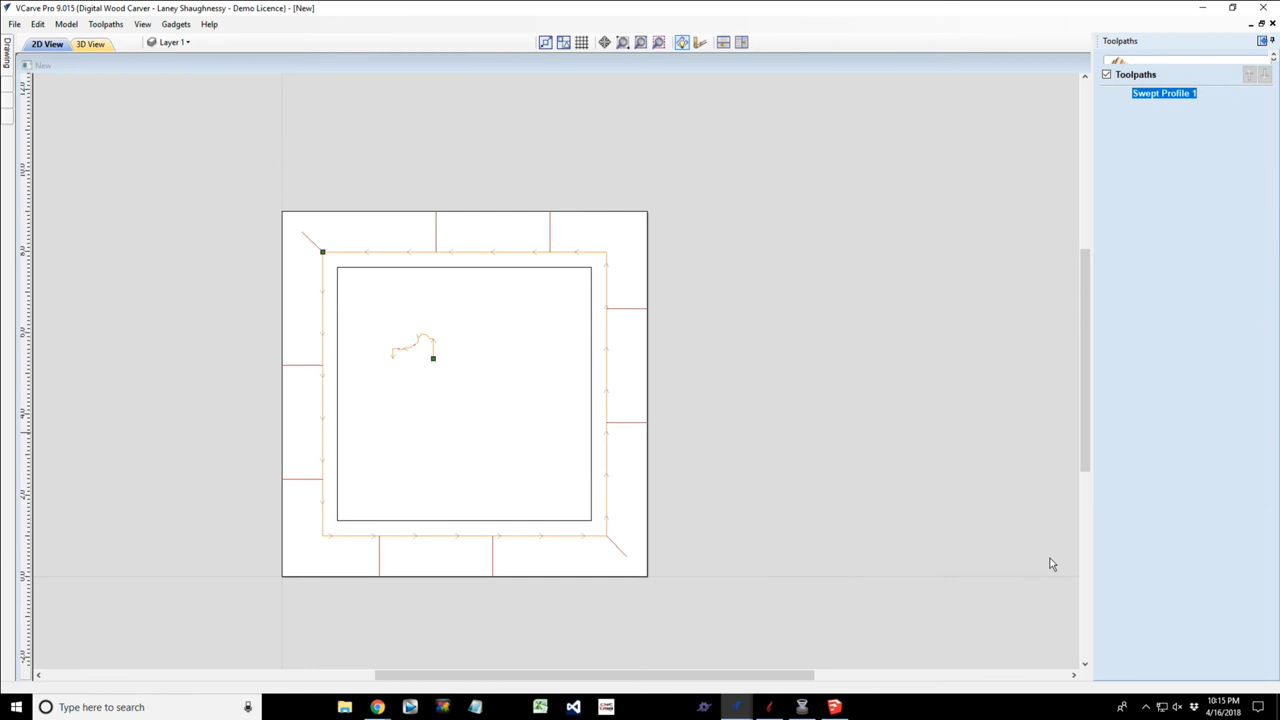 VCarve Pro 9.015 {Digital Wood Carver - Laney Shaughnessy - Demo Licence} - [New]
File Edit Model Toolpaths View Gadgets Help
2D View 3D View Layer 1
Toolpaths
Drawing
New
Toolpaths
Swept Profile 1
Type here to search
10:15 PM
4/16/2018